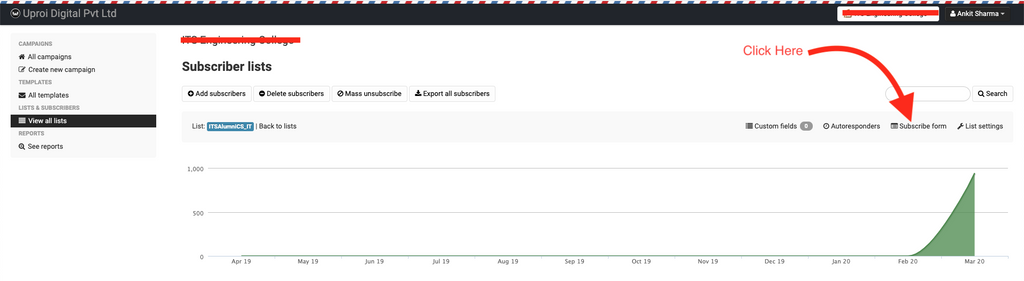 Uproi Digital Pvt Ltd
Ankit Sharma
CAMPAIGNS
All campaigns
Create new campaign
TEMPLATES
All templates
LISTS & SUBSCRIBERS
View all lists
REPORTS
See reports
ITS Engineering College
Subscriber lists
Click Here
Add subscribers Delete subscribers Mass unsubscribe Export all subscribers Search
List: ITSAlumniCS_IT | Back to lists Custom fields 0 Autoresponders Subscribe form List settings
1,000
500
0
Apr 19 May 19 Jun 19 Jul 19 Aug 19 Sep 19 Oct 19 Nov 19 Dec 19 Jan 20 Feb 20 Mar 20